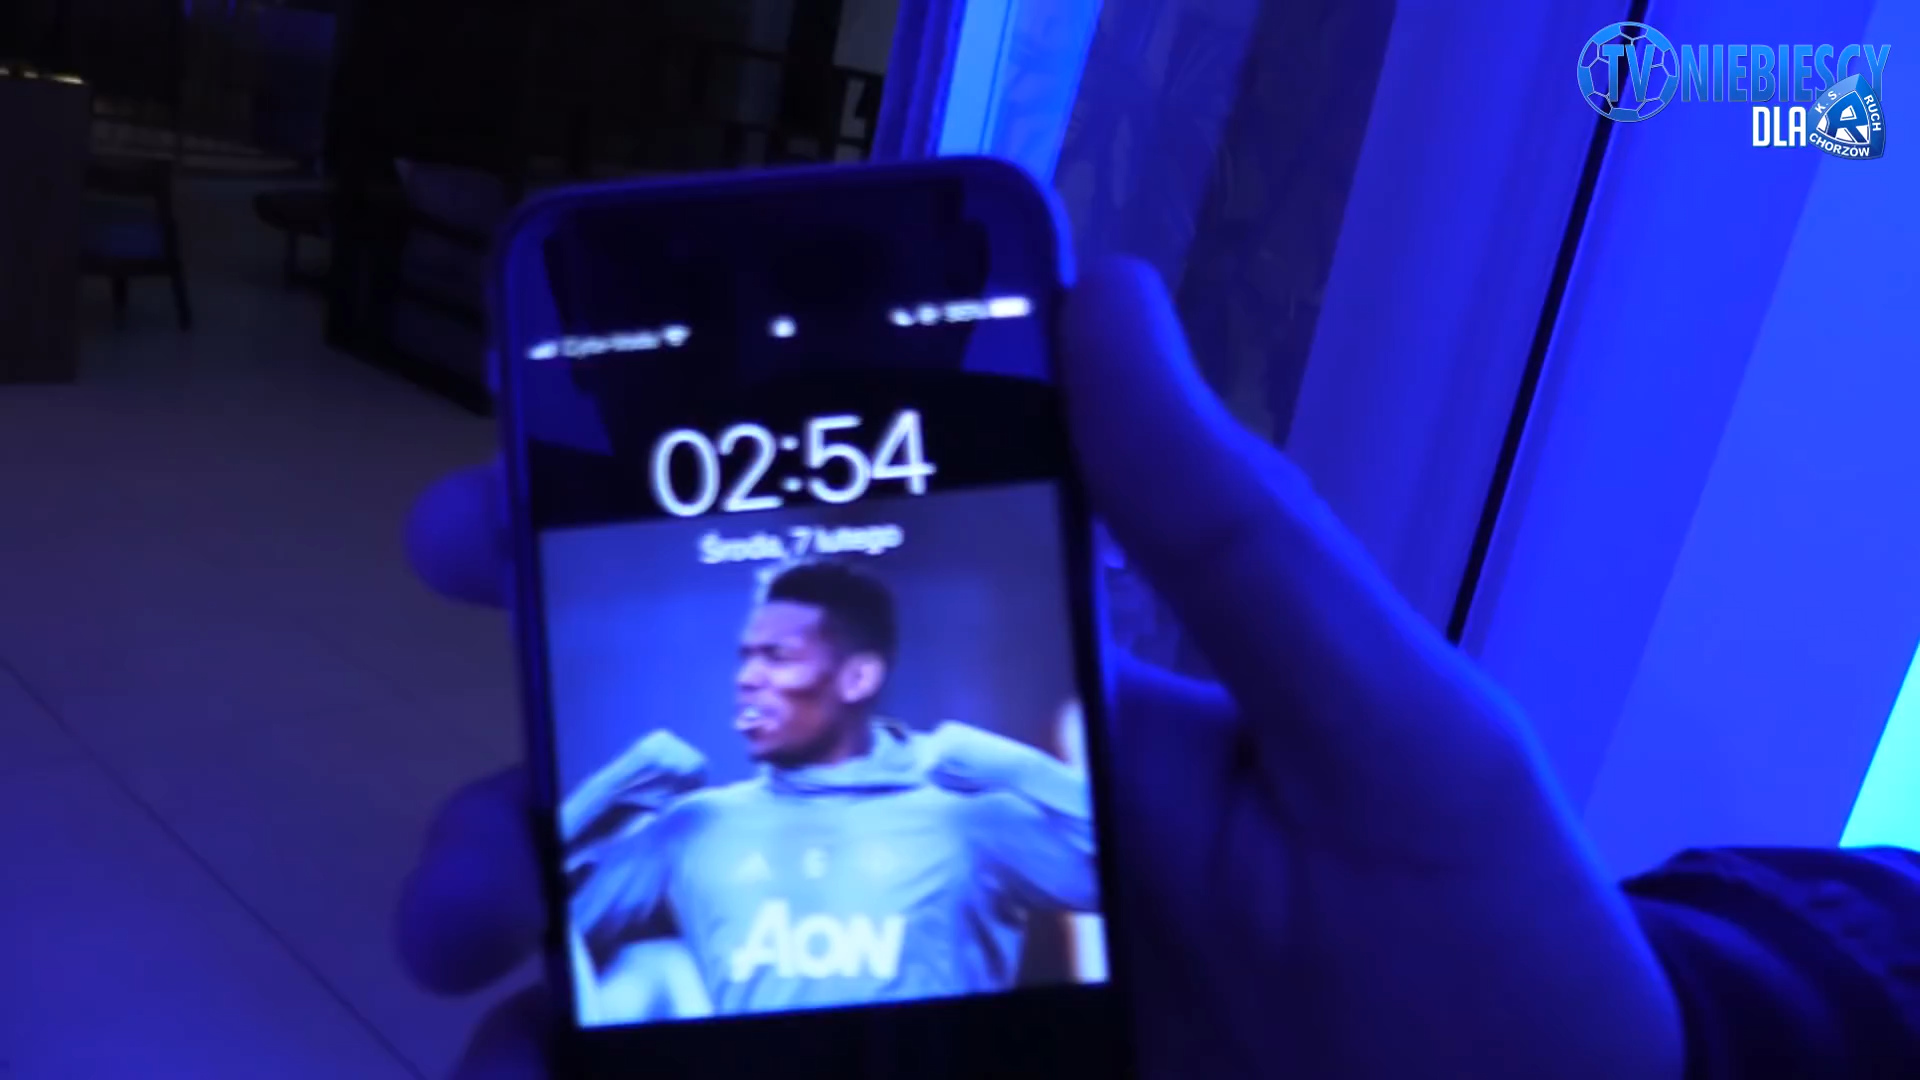 TV NIEBIESCY
DLA
K. S. RUCH CHORZÓW
02:54
Środa, 7 lutego
AON